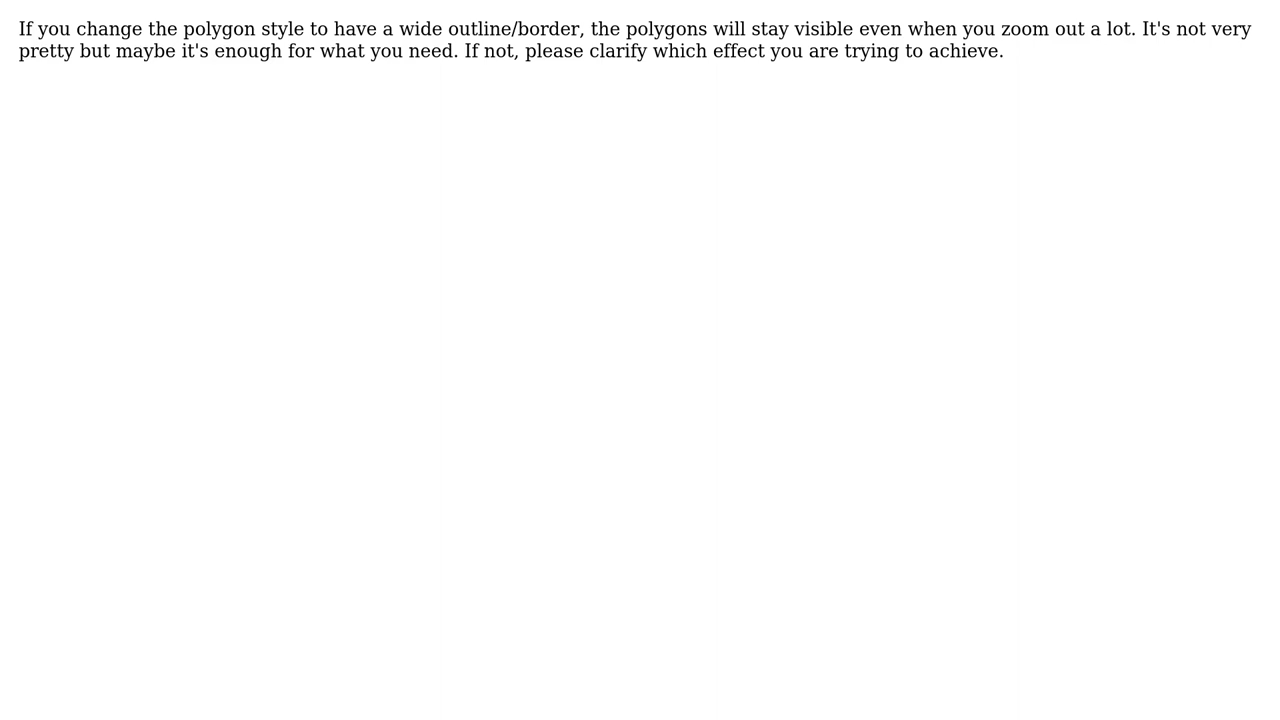 If you change the polygon style to have a wide outline/border, the polygons will stay visible even when you zoom out a lot. It's not very
pretty but maybe it's enough for what you need. If not, please clarify which effect you are trying to achieve.